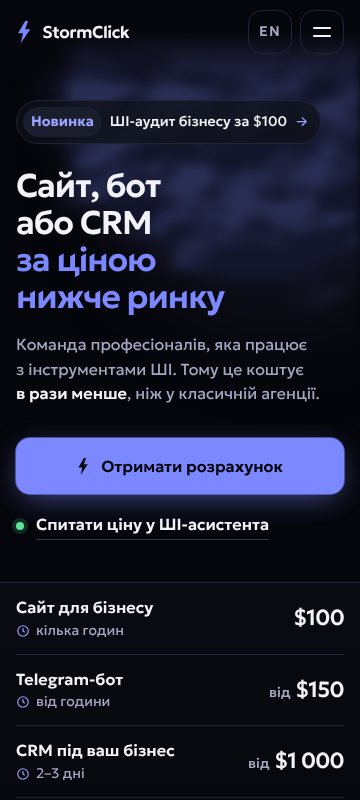 StormClick
EN
Новинка ШІ-аудит бізнесу за $100 →
Сайт, бот
або CRM
за ціною
нижче ринку
Команда професіоналів, яка працює
з інструментами ШІ. Тому це коштує
в рази менше, ніж у класичній агенції.
Отримати розрахунок
Спитати ціну у ШІ-асистента
Сайт для бізнесу
$100
кілька годин
Telegram-бот
від $150
від години
CRM під ваш бізнес
від $1 000
2–3 дні